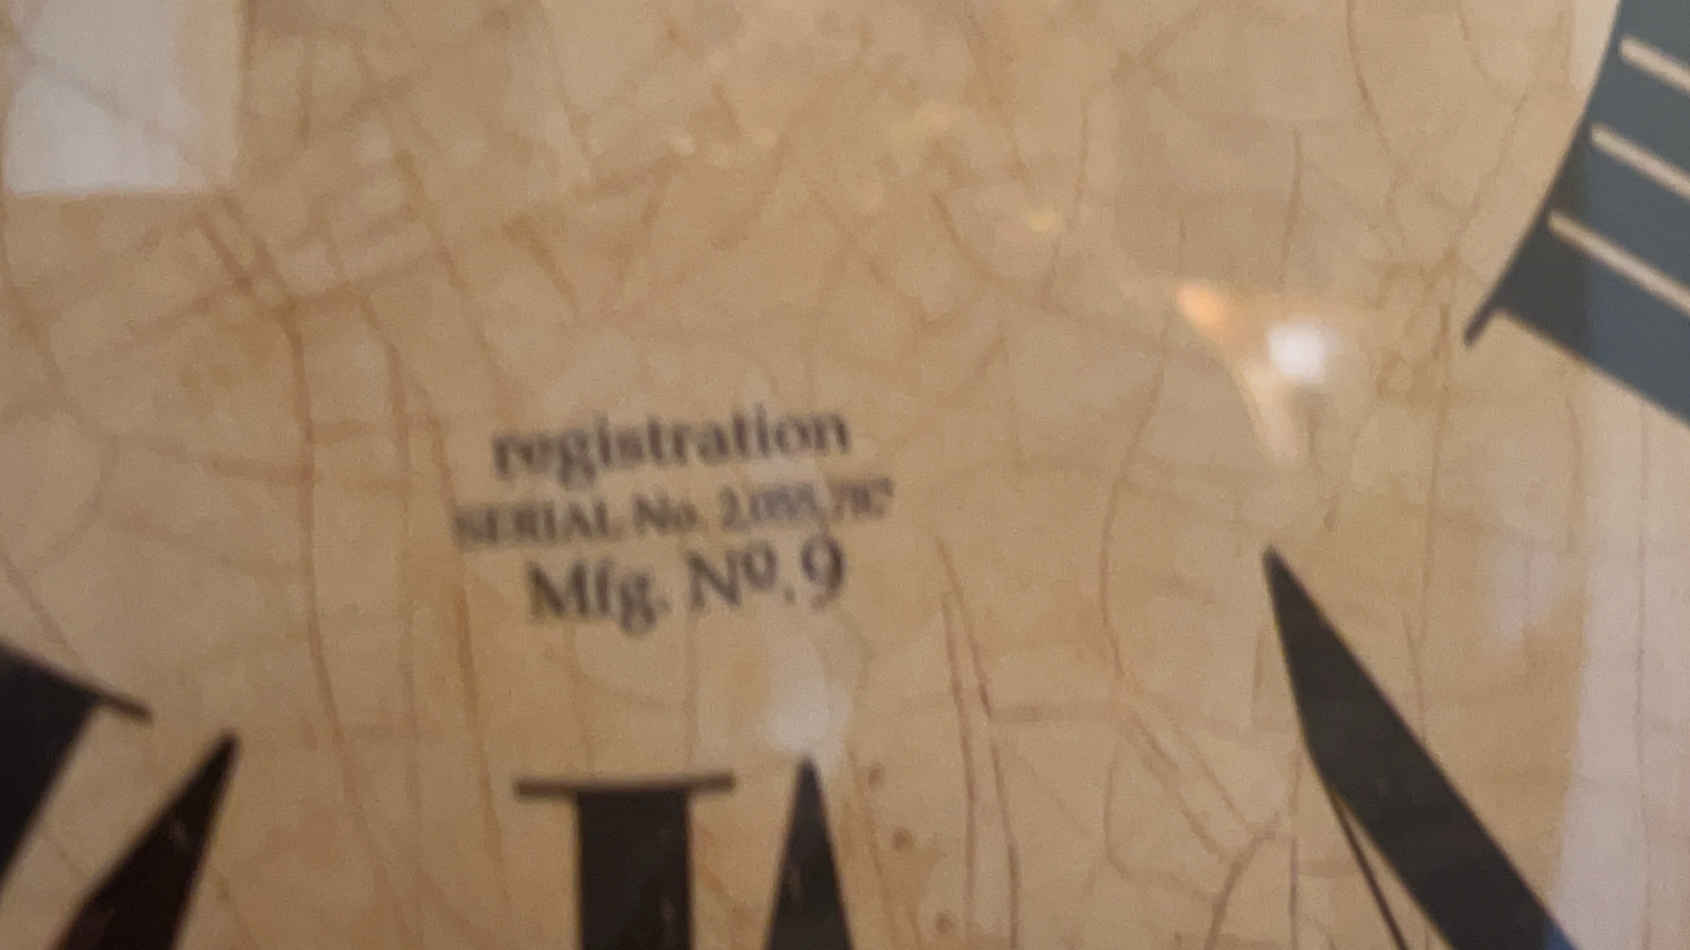 registration
SERIAL No.
Mfg. Nº. 9